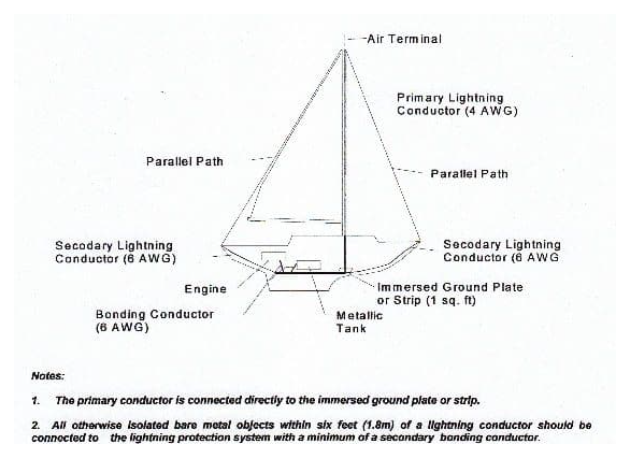 Air Terminal
Primary Lightning
Conductor (4 AWG)
Parallel Path
Parallel Path
Secodary Lightning
Conductor (6 AWG)
Secodary Lightning
Conductor (6 AWG
Engine
Immersed Ground Plate
or Strip (1 sq. ft)
Bonding Conductor
(6 AWG)
Metallic
Tank
Notes:
1. The primary conductor is connected directly to the immersed ground plate or strip.
2. All otherwise isolated bare metal objects within six feet (1.8m) of a lightning conductor should be
connected to the lightning protection system with a minimum of a secondary bonding conductor.